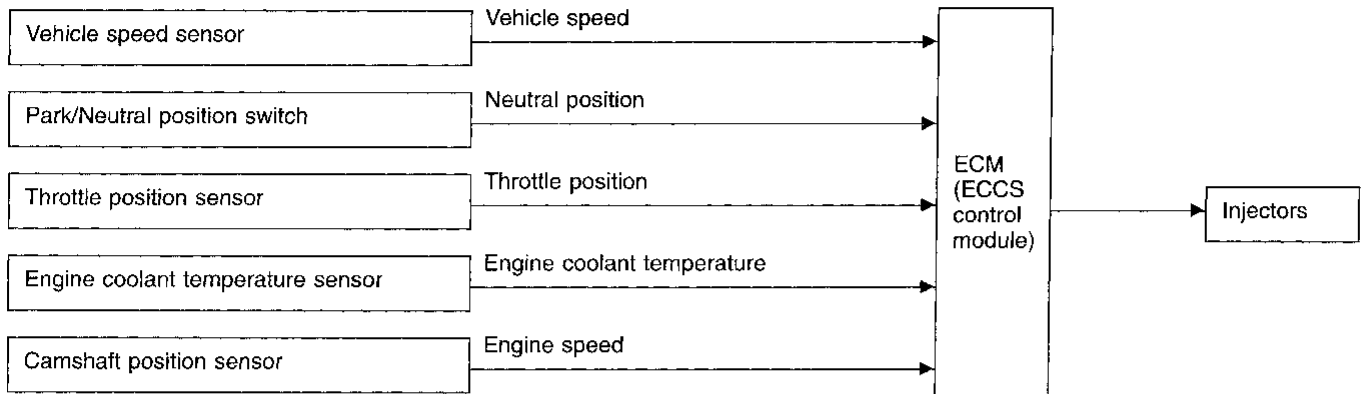 Vehicle speed sensor
Vehicle speed
Park/Neutral position switch
Neutral position
Throttle position sensor
Throttle position
Engine coolant temperature sensor
Engine coolant temperature
Camshaft position sensor
Engine speed
ECM
(ECCS
control
module)
Injectors